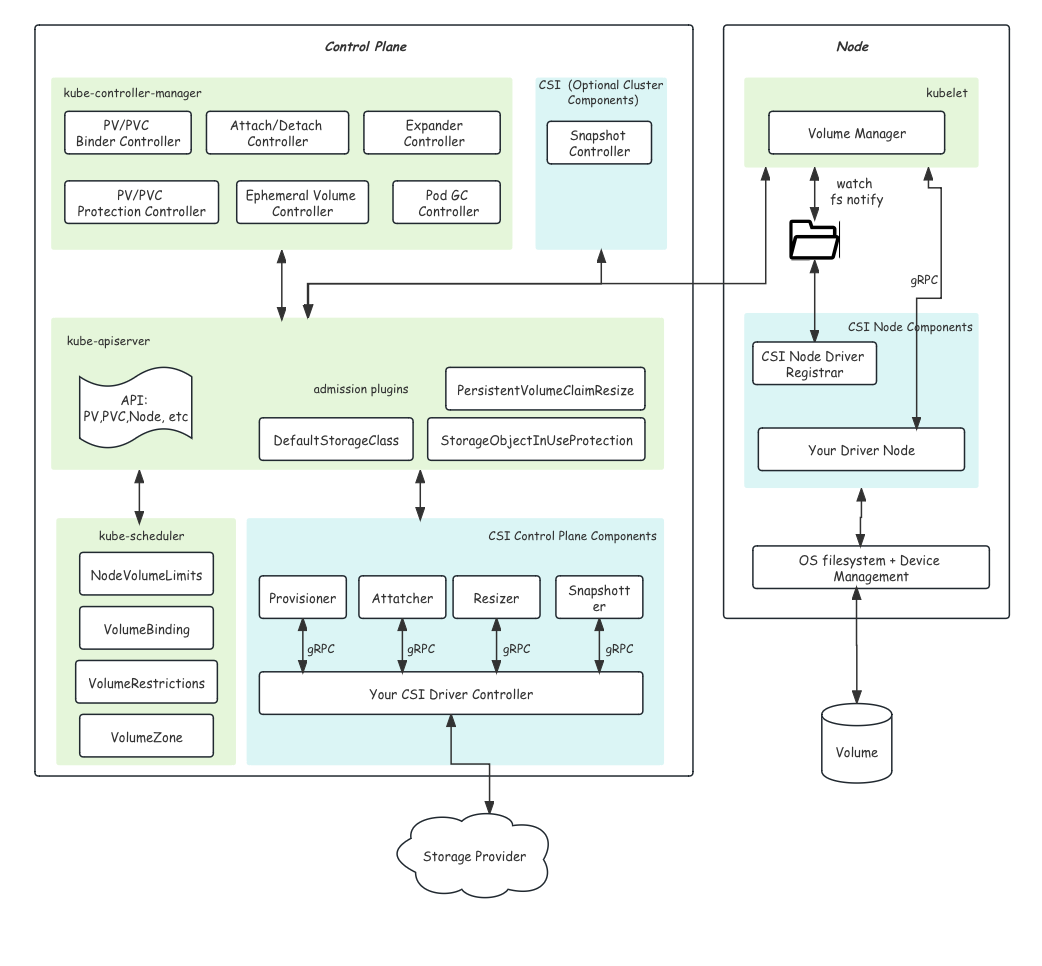 Control Plane
kube-controller-manager
PV/PVC
Binder Controller
Attach/Detach
Controller
Expander
Controller
PV/PVC
Protection Controller
Ephemeral Volume
Controller
Pod GC
Controller
CSI (Optional Cluster
Components)
Snapshot
Controller
kube-apiserver
API:
PV,PVC,Node, etc
admission plugins
PersistentVolumeClaimResize
DefaultStorageClass
StorageObjectInUseProtection
kube-scheduler
NodeVolumeLimits
VolumeBinding
VolumeRestrictions
VolumeZone
CSI Control Plane Components
Provisioner
Attatcher
Resizer
Snapshott
er
gRPC
gRPC
gRPC
gRPC
Your CSI Driver Controller
Storage Provider
Node
kubelet
Volume Manager
watch
fs notify
gRPC
CSI Node Components
CSI Node Driver
Registrar
Your Driver Node
OS filesystem + Device
Management
Volume